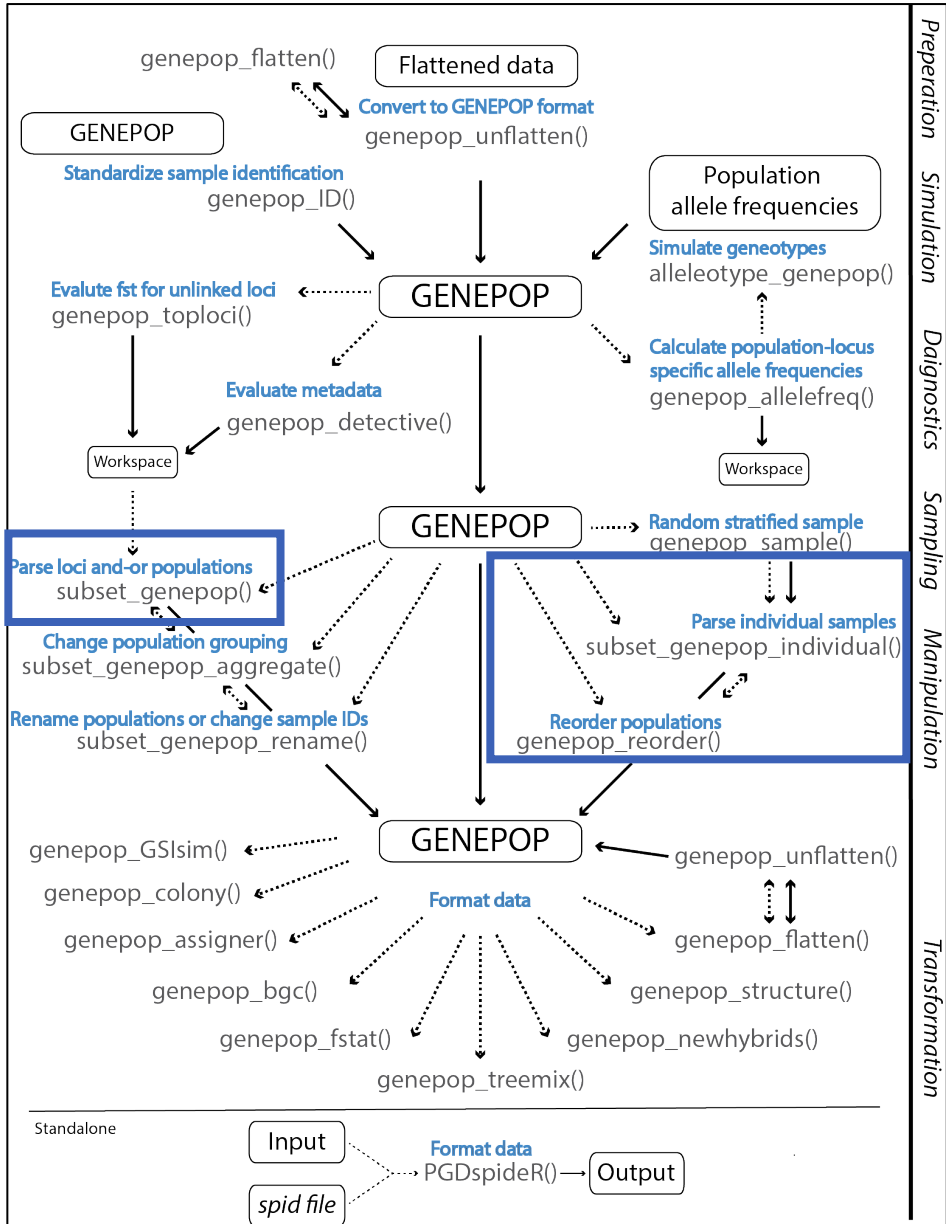 genepop_flatten()
Flattened data
Convert to GENEPOP format
genepop_unflatten()
GENEPOP
Standardize sample identification
genepop_ID()
Population
allele frequencies
Simulate geneotypes
alleleotype_genepop()
GENEPOP
Evalute fst for unlinked loci
genepop_toploci()
Evaluate metadata
genepop_detective()
Calculate population-locus
specific allele frequencies
genepop_allelefreq()
Workspace
Workspace
GENEPOP
Random stratified sample
genepop_sample()
Parse loci and-or populations
subset_genepop()
Change population grouping
subset_genepop_aggregate()
Rename populations or change sample IDs
subset_genepop_rename()
Parse individual samples
subset_genepop_individual()
Reorder populations
genepop_reorder()
GENEPOP
genepop_GSIsim()
genepop_colony()
genepop_assigner()
genepop_bgc()
genepop_fstat()
genepop_treemix()
Format data
genepop_unflatten()
genepop_flatten()
genepop_structure()
genepop_newhybrids()
Standalone
Input
spid file
Format data
PGDspideR()
Output
Preperation
Simulation
Daignostics
Sampling
Manipulation
Transformation